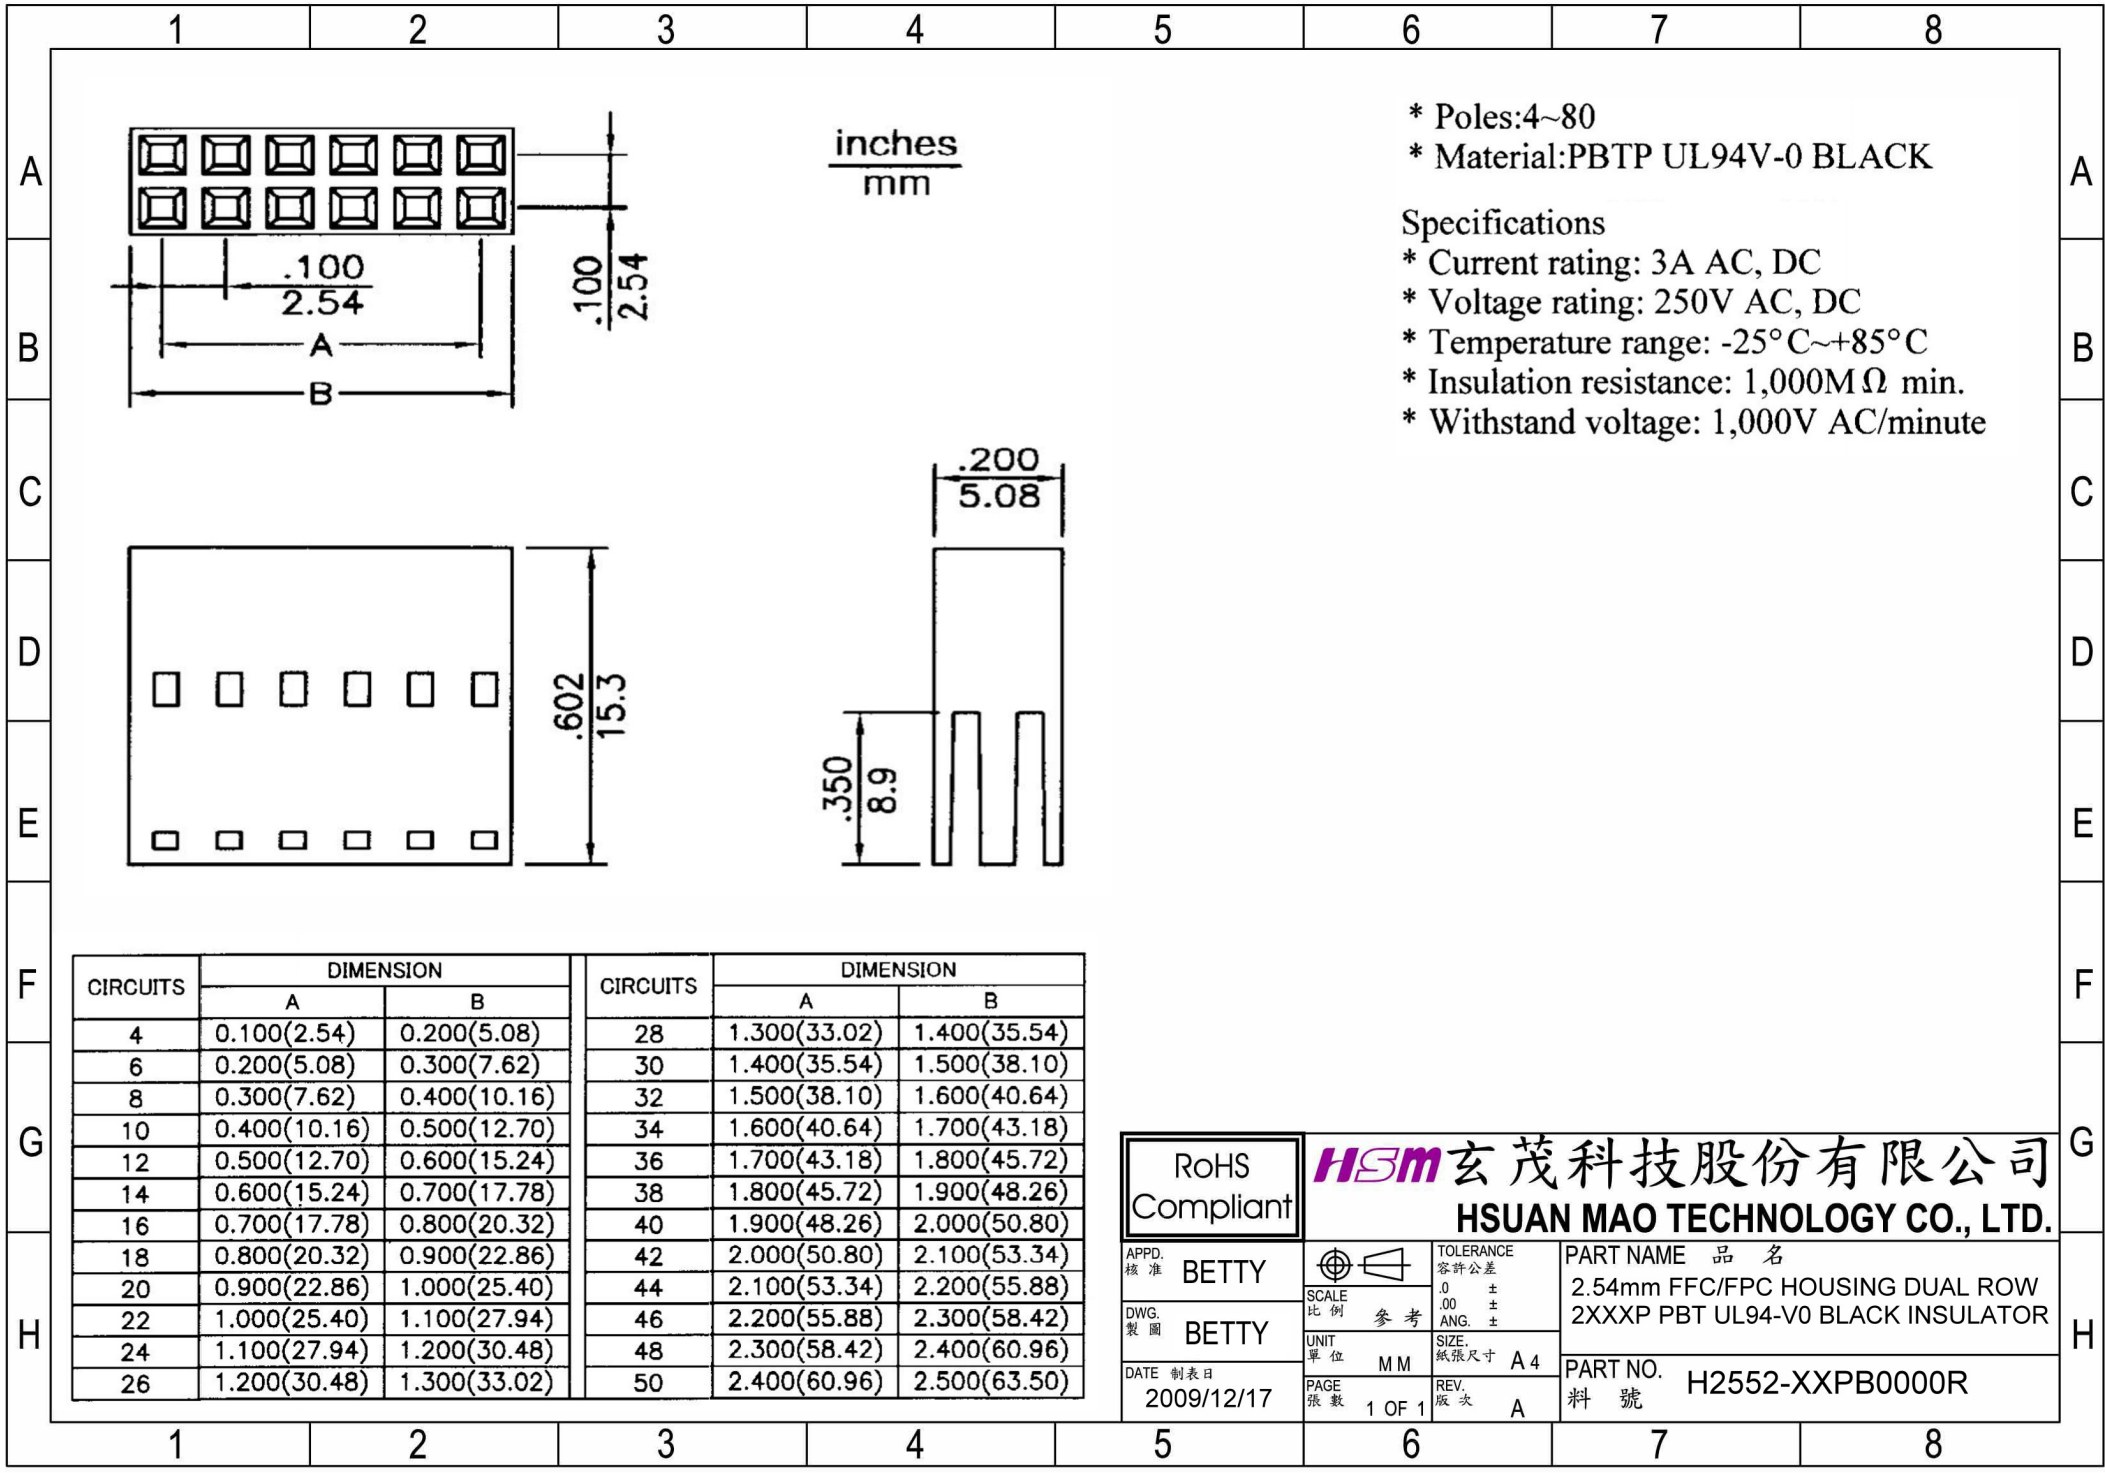 1 2 3 4 5 6 7 8
A A
B B
C C
D D
E E
F F
G G
H H
inches
mm
.100
2.54
.100
2.54
A
B
* Poles:4~80
* Material:PBTP UL94V-0 BLACK
Specifications
* Current rating: 3A AC, DC
* Voltage rating: 250V AC, DC
* Temperature range: -25°C~+85°C
* Insulation resistance: 1,000MΩ min.
* Withstand voltage: 1,000V AC/minute
.200
5.08
.602
15.3
.350
8.9
CIRCUITS DIMENSION CIRCUITS DIMENSION
A B A B
4 0.100(2.54) 0.200(5.08) 28 1.300(33.02) 1.400(35.54)
6 0.200(5.08) 0.300(7.62) 30 1.400(35.54) 1.500(38.10)
8 0.300(7.62) 0.400(10.16) 32 1.500(38.10) 1.600(40.64)
10 0.400(10.16) 0.500(12.70) 34 1.600(40.64) 1.700(43.18)
12 0.500(12.70) 0.600(15.24) 36 1.700(43.18) 1.800(45.72)
14 0.600(15.24) 0.700(17.78) 38 1.800(45.72) 1.900(48.26)
16 0.700(17.78) 0.800(20.32) 40 1.900(48.26) 2.000(50.80)
18 0.800(20.32) 0.900(22.86) 42 2.000(50.80) 2.100(53.34)
20 0.900(22.86) 1.000(25.40) 44 2.100(53.34) 2.200(55.88)
22 1.000(25.40) 1.100(27.94) 46 2.200(55.88) 2.300(58.42)
24 1.100(27.94) 1.200(30.48) 48 2.300(58.42) 2.400(60.96)
26 1.200(30.48) 1.300(33.02) 50 2.400(60.96) 2.500(63.50)
RoHS
Compliant
HSM 玄茂科技股份有限公司
HSUAN MAO TECHNOLOGY CO., LTD.
APPD.
核 准 BETTY
DWG.
製 圖 BETTY
DATE 制表日
2009/12/17
SCALE
比 例 參 考
UNIT
單 位 MM
PAGE
張 數 1 OF 1
TOLERANCE
容許公差
.0 ±
.00 ±
ANG. ±
SIZE.
紙張尺寸 A4
REV.
版 次 A
PART NAME 品 名
2.54mm FFC/FPC HOUSING DUAL ROW
2XXXP PBT UL94-V0 BLACK INSULATOR
PART NO.
料 號 H2552-XXPB0000R
1 2 3 4 5 6 7 8